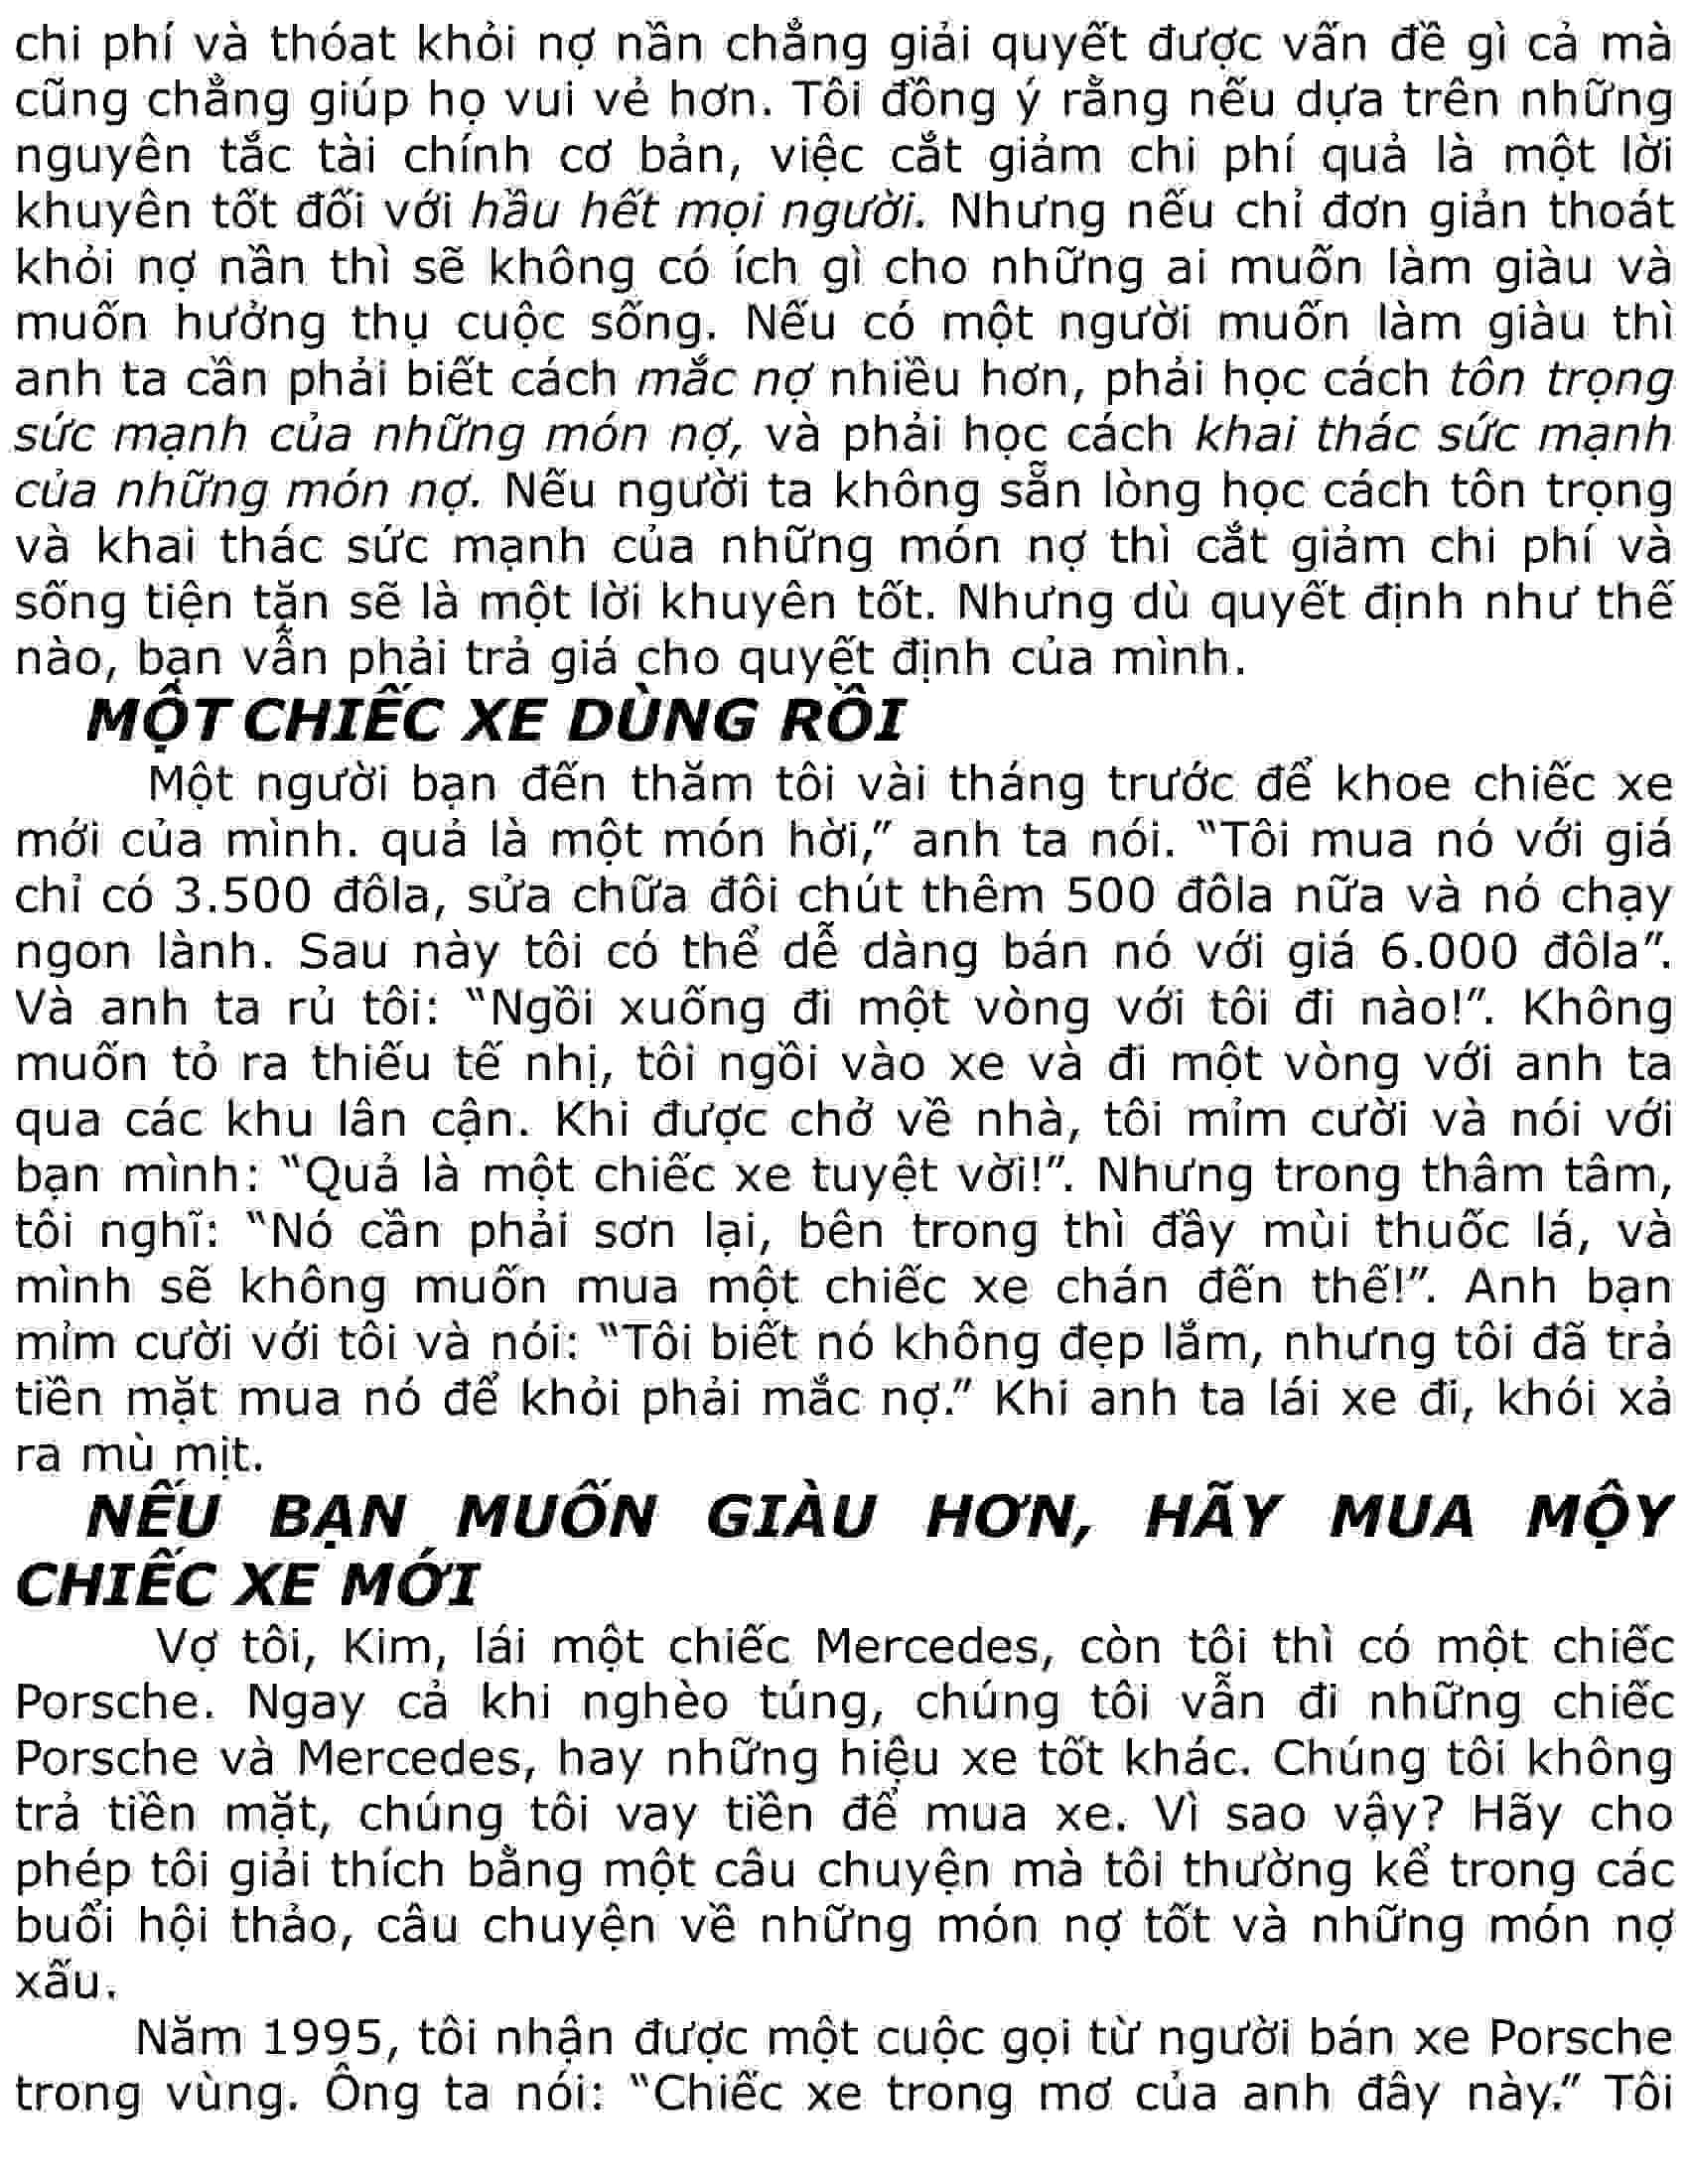 chi phí và thóat khỏi nợ nần chẳng giải quyết được vấn đề gì cả mà
cũng chẳng giúp họ vui vẻ hơn. Tôi đồng ý rằng nếu dựa trên những
nguyên tắc tài chính cơ bản, việc cắt giảm chi phí quả là một lời
khuyên tốt đối với hầu hết mọi người. Nhưng nếu chỉ đơn giản thoát
khỏi nợ nần thì sẽ không có ích gì cho những ai muốn làm giàu và
muốn hưởng thụ cuộc sống. Nếu có một người muốn làm giàu thì
anh ta cần phải biết cách mắc nợ nhiều hơn, phải học cách tôn trọng
sức mạnh của những món nợ, và phải học cách khai thác sức mạnh
của những món nợ. Nếu người ta không sẵn lòng học cách tôn trọng
và khai thác sức mạnh của những món nợ thì cắt giảm chi phí và
sống tiện tặn sẽ là một lời khuyên tốt. Nhưng dù quyết định như thế
nào, bạn vẫn phải trả giá cho quyết định của mình.
MỘT CHIẾC XE DÙNG RỒI
Một người bạn đến thăm tôi vài tháng trước để khoe chiếc xe
mới của mình. quả là một món hời,” anh ta nói. “Tôi mua nó với giá
chỉ có 3.500 đôla, sửa chữa đôi chút thêm 500 đôla nữa và nó chạy
ngon lành. Sau này tôi có thể dễ dàng bán nó với giá 6.000 đôla”.
Và anh ta rủ tôi: “Ngồi xuống đi một vòng với tôi đi nào!”. Không
muốn tỏ ra thiếu tế nhị, tôi ngồi vào xe và đi một vòng với anh ta
qua các khu lân cận. Khi được chở về nhà, tôi mỉm cười và nói với
bạn mình: “Quả là một chiếc xe tuyệt vời!”. Nhưng trong thâm tâm,
tôi nghĩ: “Nó cần phải sơn lại, bên trong thì đầy mùi thuốc lá, và
mình sẽ không muốn mua một chiếc xe chán đến thế!”. Anh bạn
mỉm cười với tôi và nói: “Tôi biết nó không đẹp lắm, nhưng tôi đã trả
tiền mặt mua nó để khỏi phải mắc nợ.” Khi anh ta lái xe đi, khói xả
ra mù mịt.
NẾU BẠN MUỐN GIÀU HƠN, HÃY MUA MỘY
CHIẾC XE MỚI
Vợ tôi, Kim, lái một chiếc Mercedes, còn tôi thì có một chiếc
Porsche. Ngay cả khi nghèo túng, chúng tôi vẫn đi những chiếc
Porsche và Mercedes, hay những hiệu xe tốt khác. Chúng tôi không
trả tiền mặt, chúng tôi vay tiền để mua xe. Vì sao vậy? Hãy cho
phép tôi giải thích bằng một câu chuyện mà tôi thường kể trong các
buổi hội thảo, câu chuyện về những món nợ tốt và những món nợ
xấu.
Năm 1995, tôi nhận được một cuộc gọi từ người bán xe Porsche
trong vùng. Ông ta nói: “Chiếc xe trong mơ của anh đây này.” Tôi